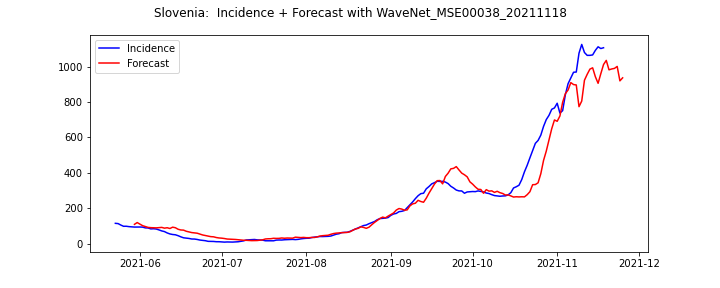 Slovenia:  Incidence + Forecast with WaveNet_MSE00038_20211118
Incidence
Forecast
1000
800
600
400
200
0
2021-06 2021-07 2021-08 2021-09 2021-10 2021-11 2021-12